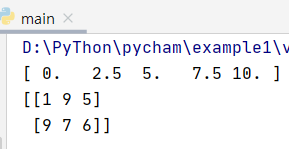 main
D:\PyThon\pycham\example1\v
[ 0.   2.5  5.   7.5 10. ]
[[1 9 5]
 [9 7 6]]